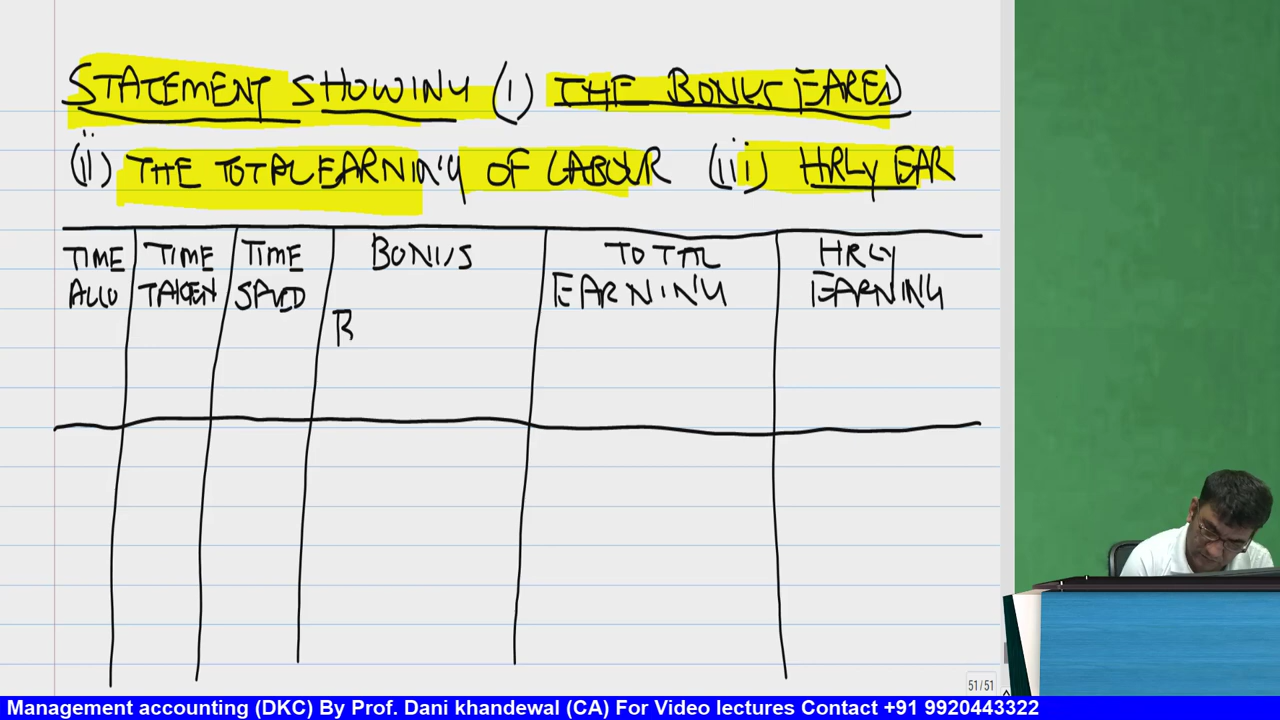 STATEMENT SHOWING (i) THE BONUS EARED
(ii) THE TOTAL EARNING OF LABOUR (iii) HRLY EAR
TIME ALLO
TIME TAKEN
TIME SAVED
BONUS
B
TOTAL EARNING
HRLY EARNING
51/51
Management accounting (DKC) By Prof. Dani khandewal (CA) For Video lectures Contact +91 9920443322